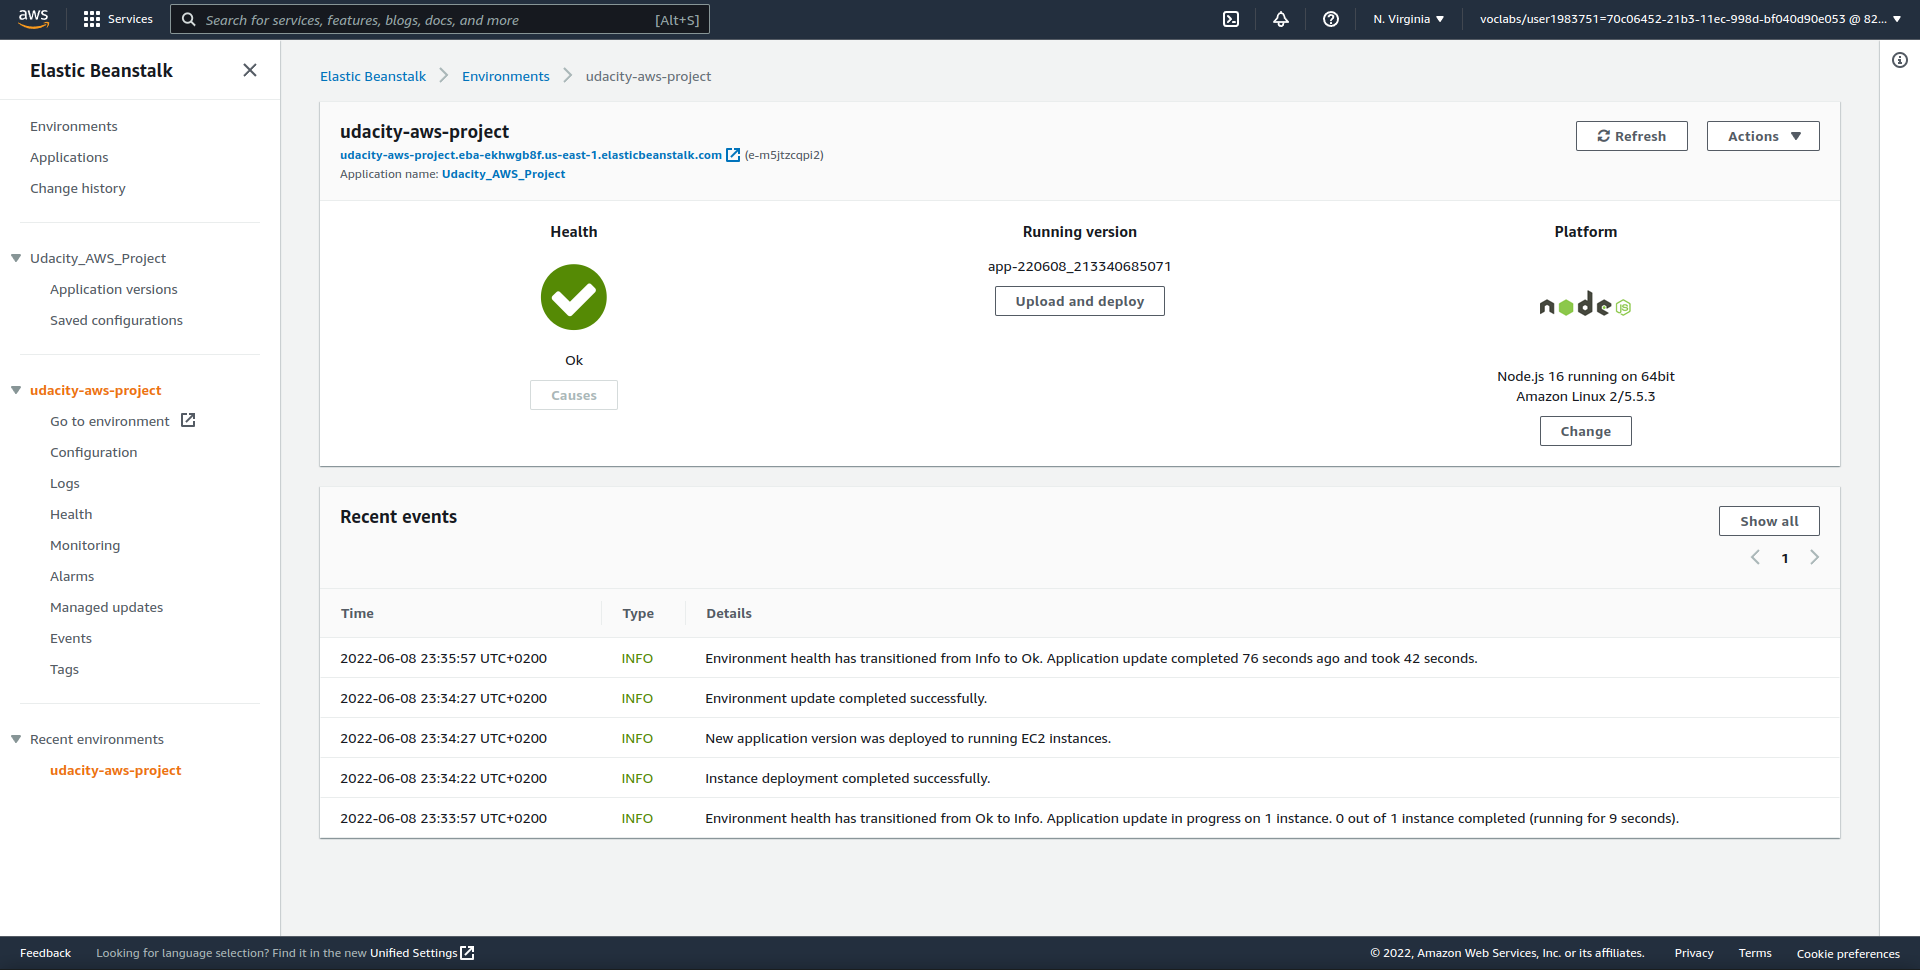 aws
Services
Search for services, features, blogs, docs, and more
[Alt+S]
N. Virginia
voclabs/user1983751=70c06452-21b3-11ec-998d-bf040d90e053 @ 82...
Elastic Beanstalk
Environments
Applications
Change history
Udacity_AWS_Project
Application versions
Saved configurations
udacity-aws-project
Go to environment
Configuration
Logs
Health
Monitoring
Alarms
Managed updates
Events
Tags
Recent environments
udacity-aws-project
Elastic Beanstalk > Environments > udacity-aws-project
udacity-aws-project
udacity-aws-project.eba-ekhwgb8f.us-east-1.elasticbeanstalk.com (e-m5jtzcqpi2)
Application name: Udacity_AWS_Project
Refresh
Actions
Health
Ok
Causes
Running version
app-220608_213340685071
Upload and deploy
Platform
node JS
Node.js 16 running on 64bit
Amazon Linux 2/5.5.3
Change
Recent events
Show all
1
Time Type Details
2022-06-08 23:35:57 UTC+0200 INFO Environment health has transitioned from Info to Ok. Application update completed 76 seconds ago and took 42 seconds.
2022-06-08 23:34:27 UTC+0200 INFO Environment update completed successfully.
2022-06-08 23:34:27 UTC+0200 INFO New application version was deployed to running EC2 instances.
2022-06-08 23:34:22 UTC+0200 INFO Instance deployment completed successfully.
2022-06-08 23:33:57 UTC+0200 INFO Environment health has transitioned from Ok to Info. Application update in progress on 1 instance. 0 out of 1 instance completed (running for 9 seconds).
Feedback
Looking for language selection? Find it in the new Unified Settings
© 2022, Amazon Web Services, Inc. or its affiliates.
Privacy
Terms
Cookie preferences